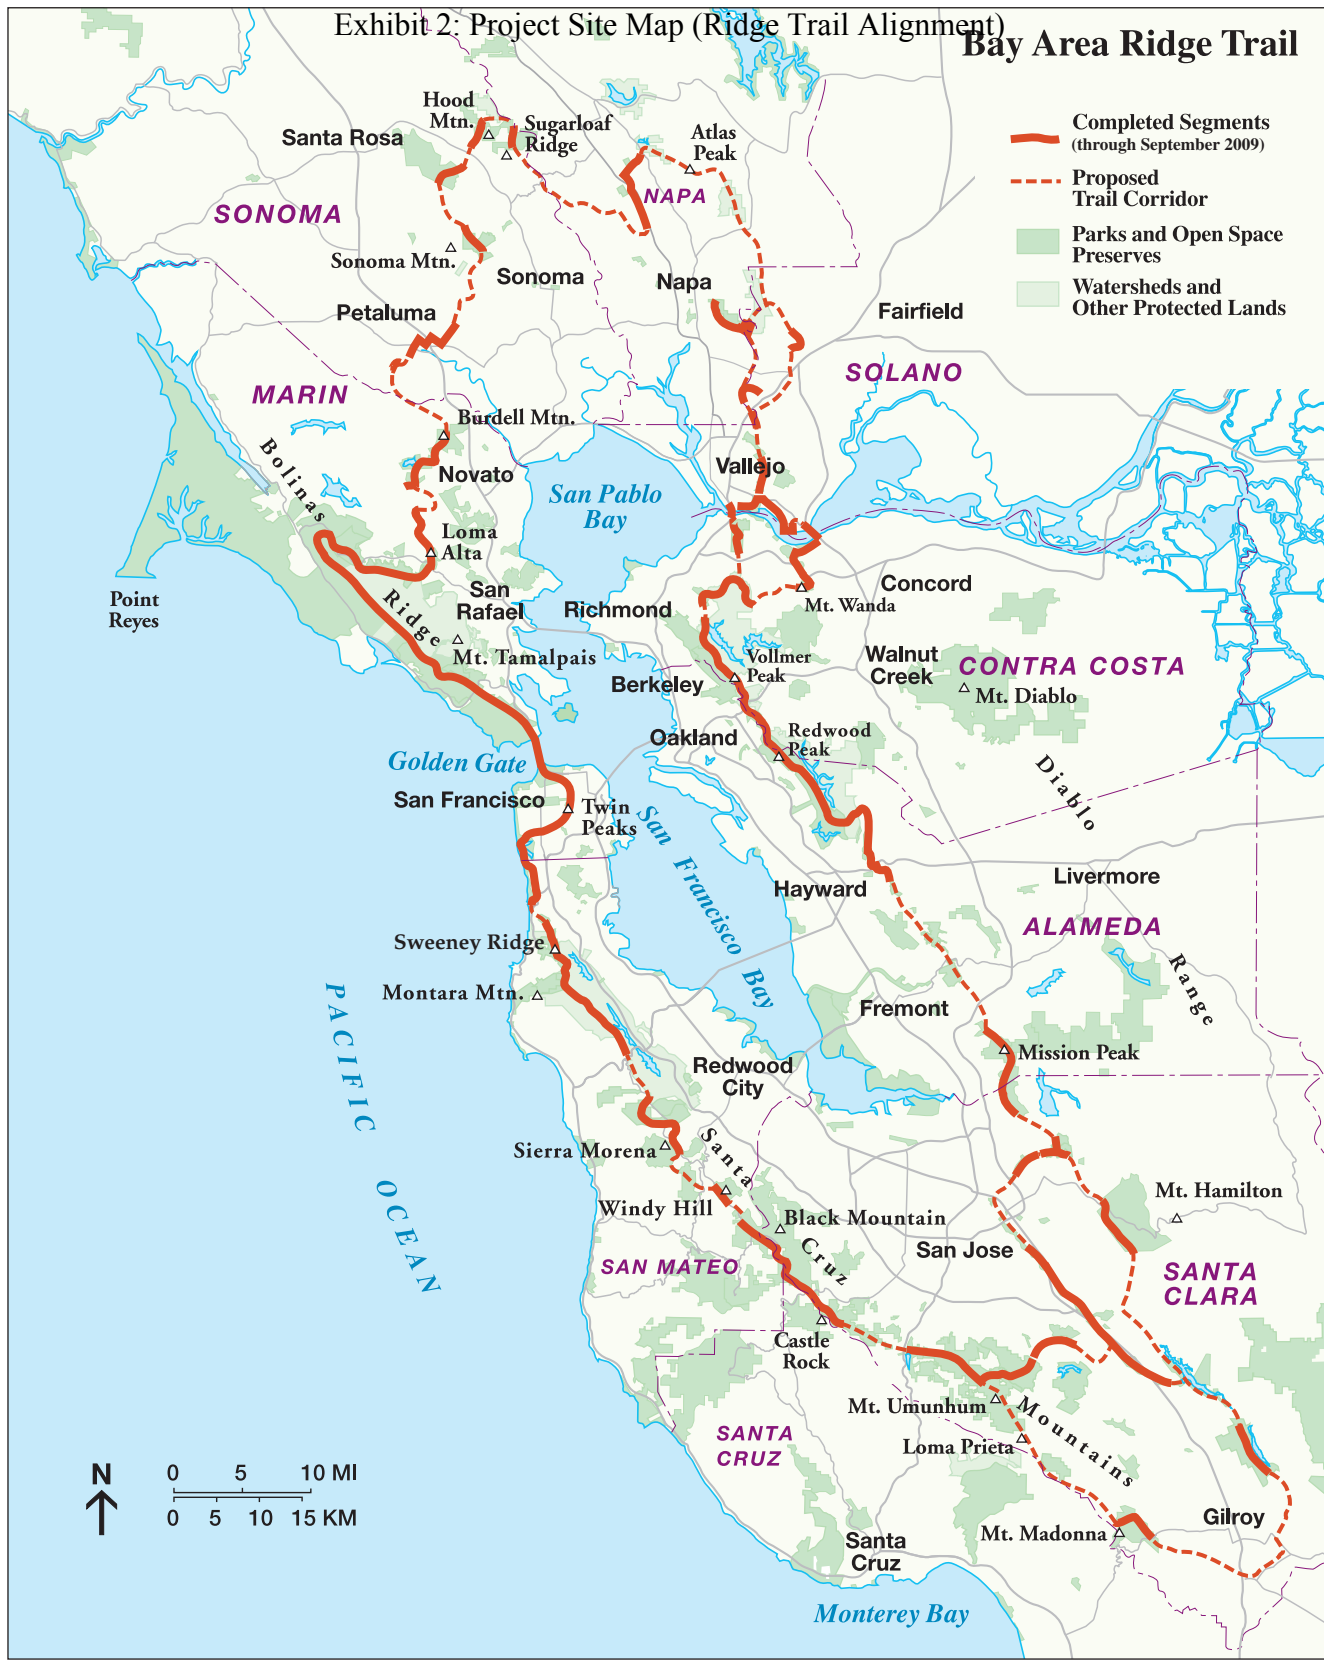 Exhibit 2: Project Site Map (Ridge Trail Alignment)
Bay Area Ridge Trail
Completed Segments
(through September 2009)
Proposed
Trail Corridor
Parks and Open Space
Preserves
Watersheds and
Other Protected Lands
Hood
Mtn.
Sugarloaf
Ridge
Santa Rosa
Atlas
Peak
NAPA
SONOMA
Sonoma Mtn.
Sonoma
Napa
Petaluma
Fairfield
SOLANO
MARIN
Burdell Mtn.
Bolinas
Ridge
Novato
Vallejo
San Pablo
Bay
Loma
Alta
San
Rafael
Point
Reyes
Richmond
Concord
Mt. Wanda
Mt. Tamalpais
Vollmer
Peak
Walnut
Creek
CONTRA COSTA
Mt. Diablo
Berkeley
Oakland
Redwood
Peak
Diablo
Range
Golden Gate
San Francisco
Twin
Peaks
San Francisco Bay
Hayward
Livermore
ALAMEDA
Sweeney Ridge
Montara Mtn.
PACIFIC OCEAN
Fremont
Mission Peak
Redwood
City
Sierra Morena
Santa
Cruz
Mountains
Windy Hill
Black Mountain
Mt. Hamilton
San Jose
SAN MATEO
SANTA
CLARA
Castle
Rock
Mt. Umunhum
Loma Prieta
SANTA
CRUZ
Mt. Madonna
Gilroy
Santa
Cruz
Monterey Bay
N
0 5 10 MI
0 5 10 15 KM